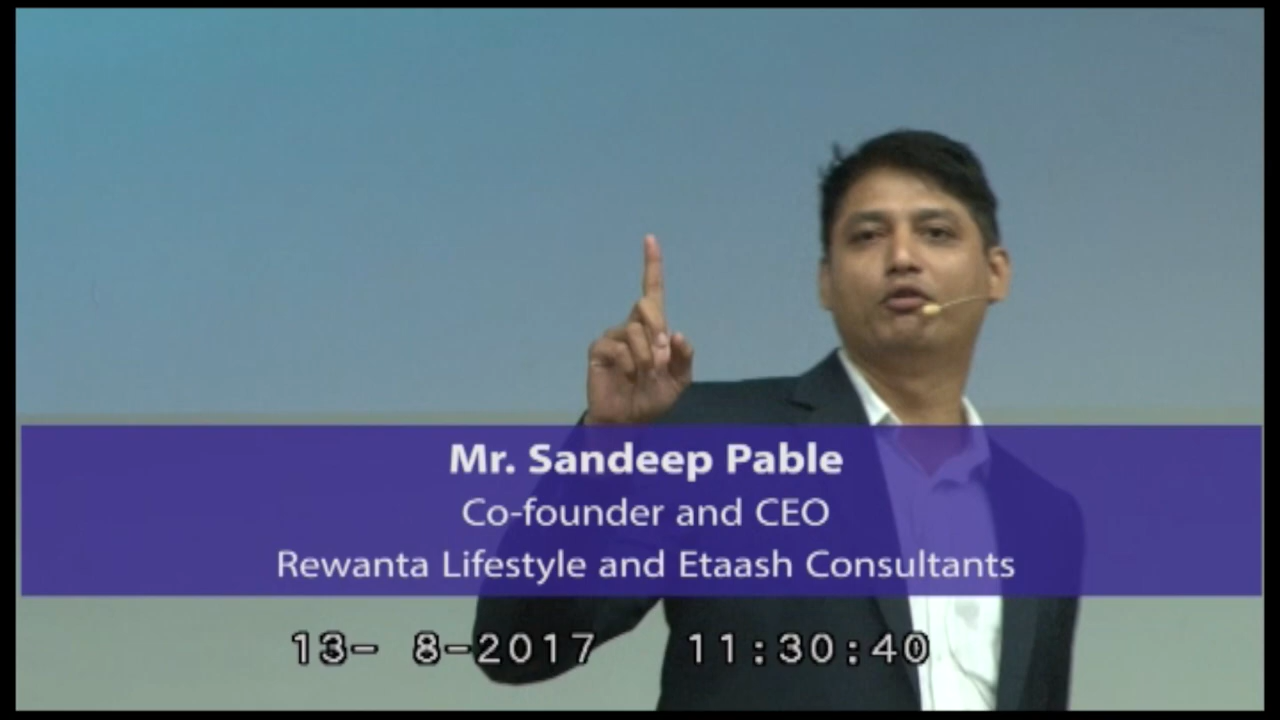 Mr. Sandeep Pable
Co-founder and CEO
Rewanta Lifestyle and Etaash Consultants
13- 8-2017 11:30:40